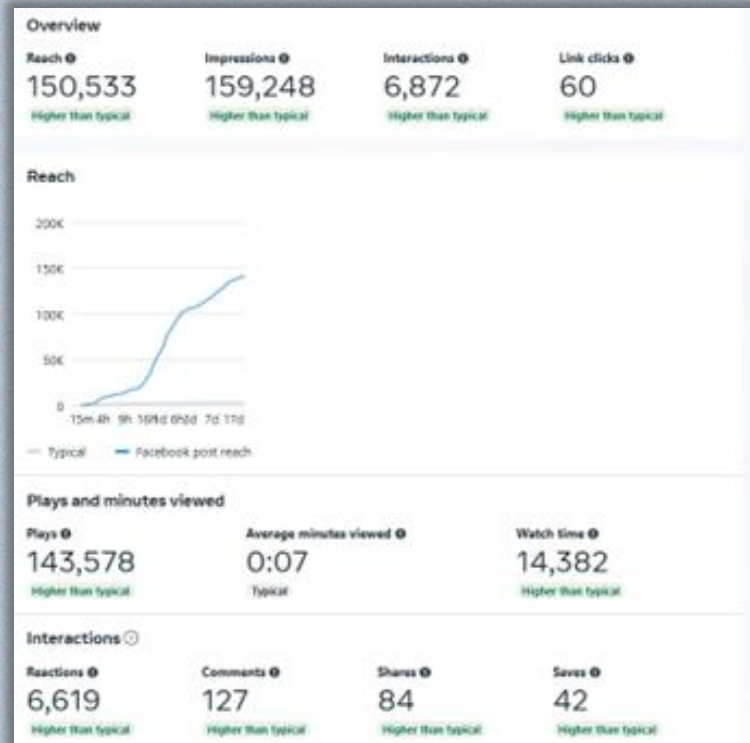 Overview
Reach Impressions Interactions Link clicks
150,533 159,248 6,872 60
Higher than typical Higher than typical Higher than typical Higher than typical
Reach
200K
150K
100K
50K
0
15m 4h 9h 7d 17d
Typical Facebook post reach
Plays and minutes viewed
Plays Average minutes viewed Watch time
143,578 0:07 14,382
Higher than typical Typical Higher than typical
Interactions
Reactions Comments Shares Saves
6,619 127 84 42
Higher than typical Higher than typical Higher than typical Higher than typical